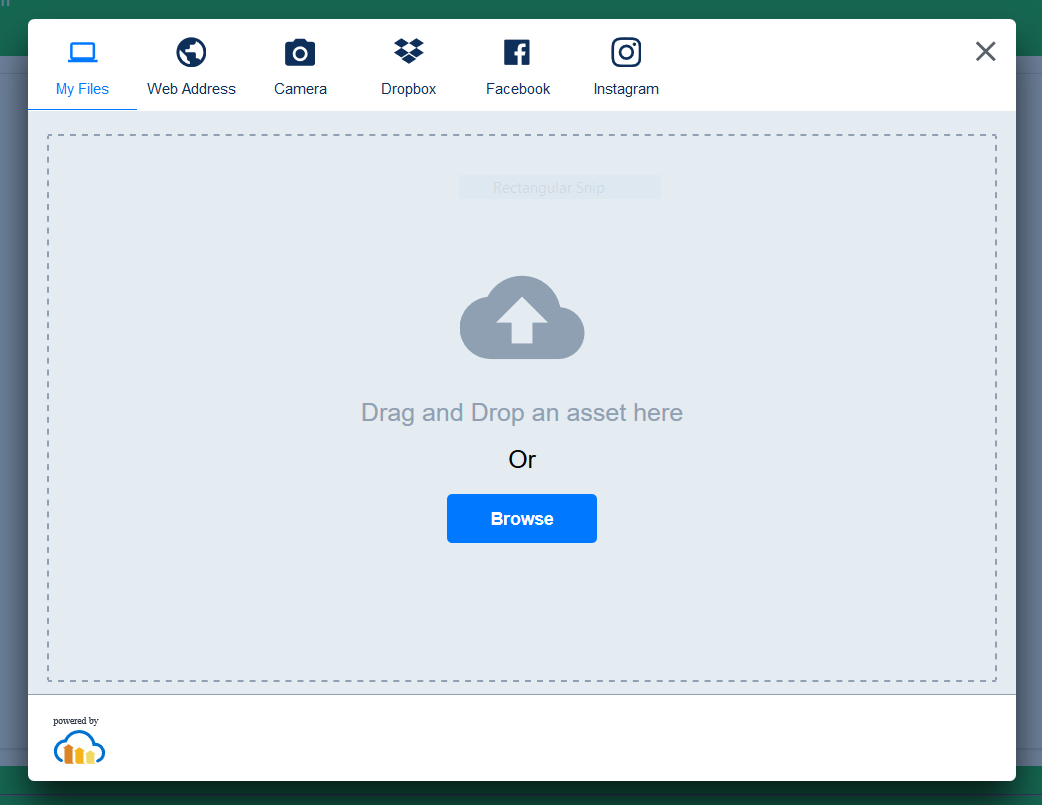 My Files
Web Address
Camera
Dropbox
Facebook
Instagram
Rectangular Snip
Drag and Drop an asset here
Or
Browse
powered by